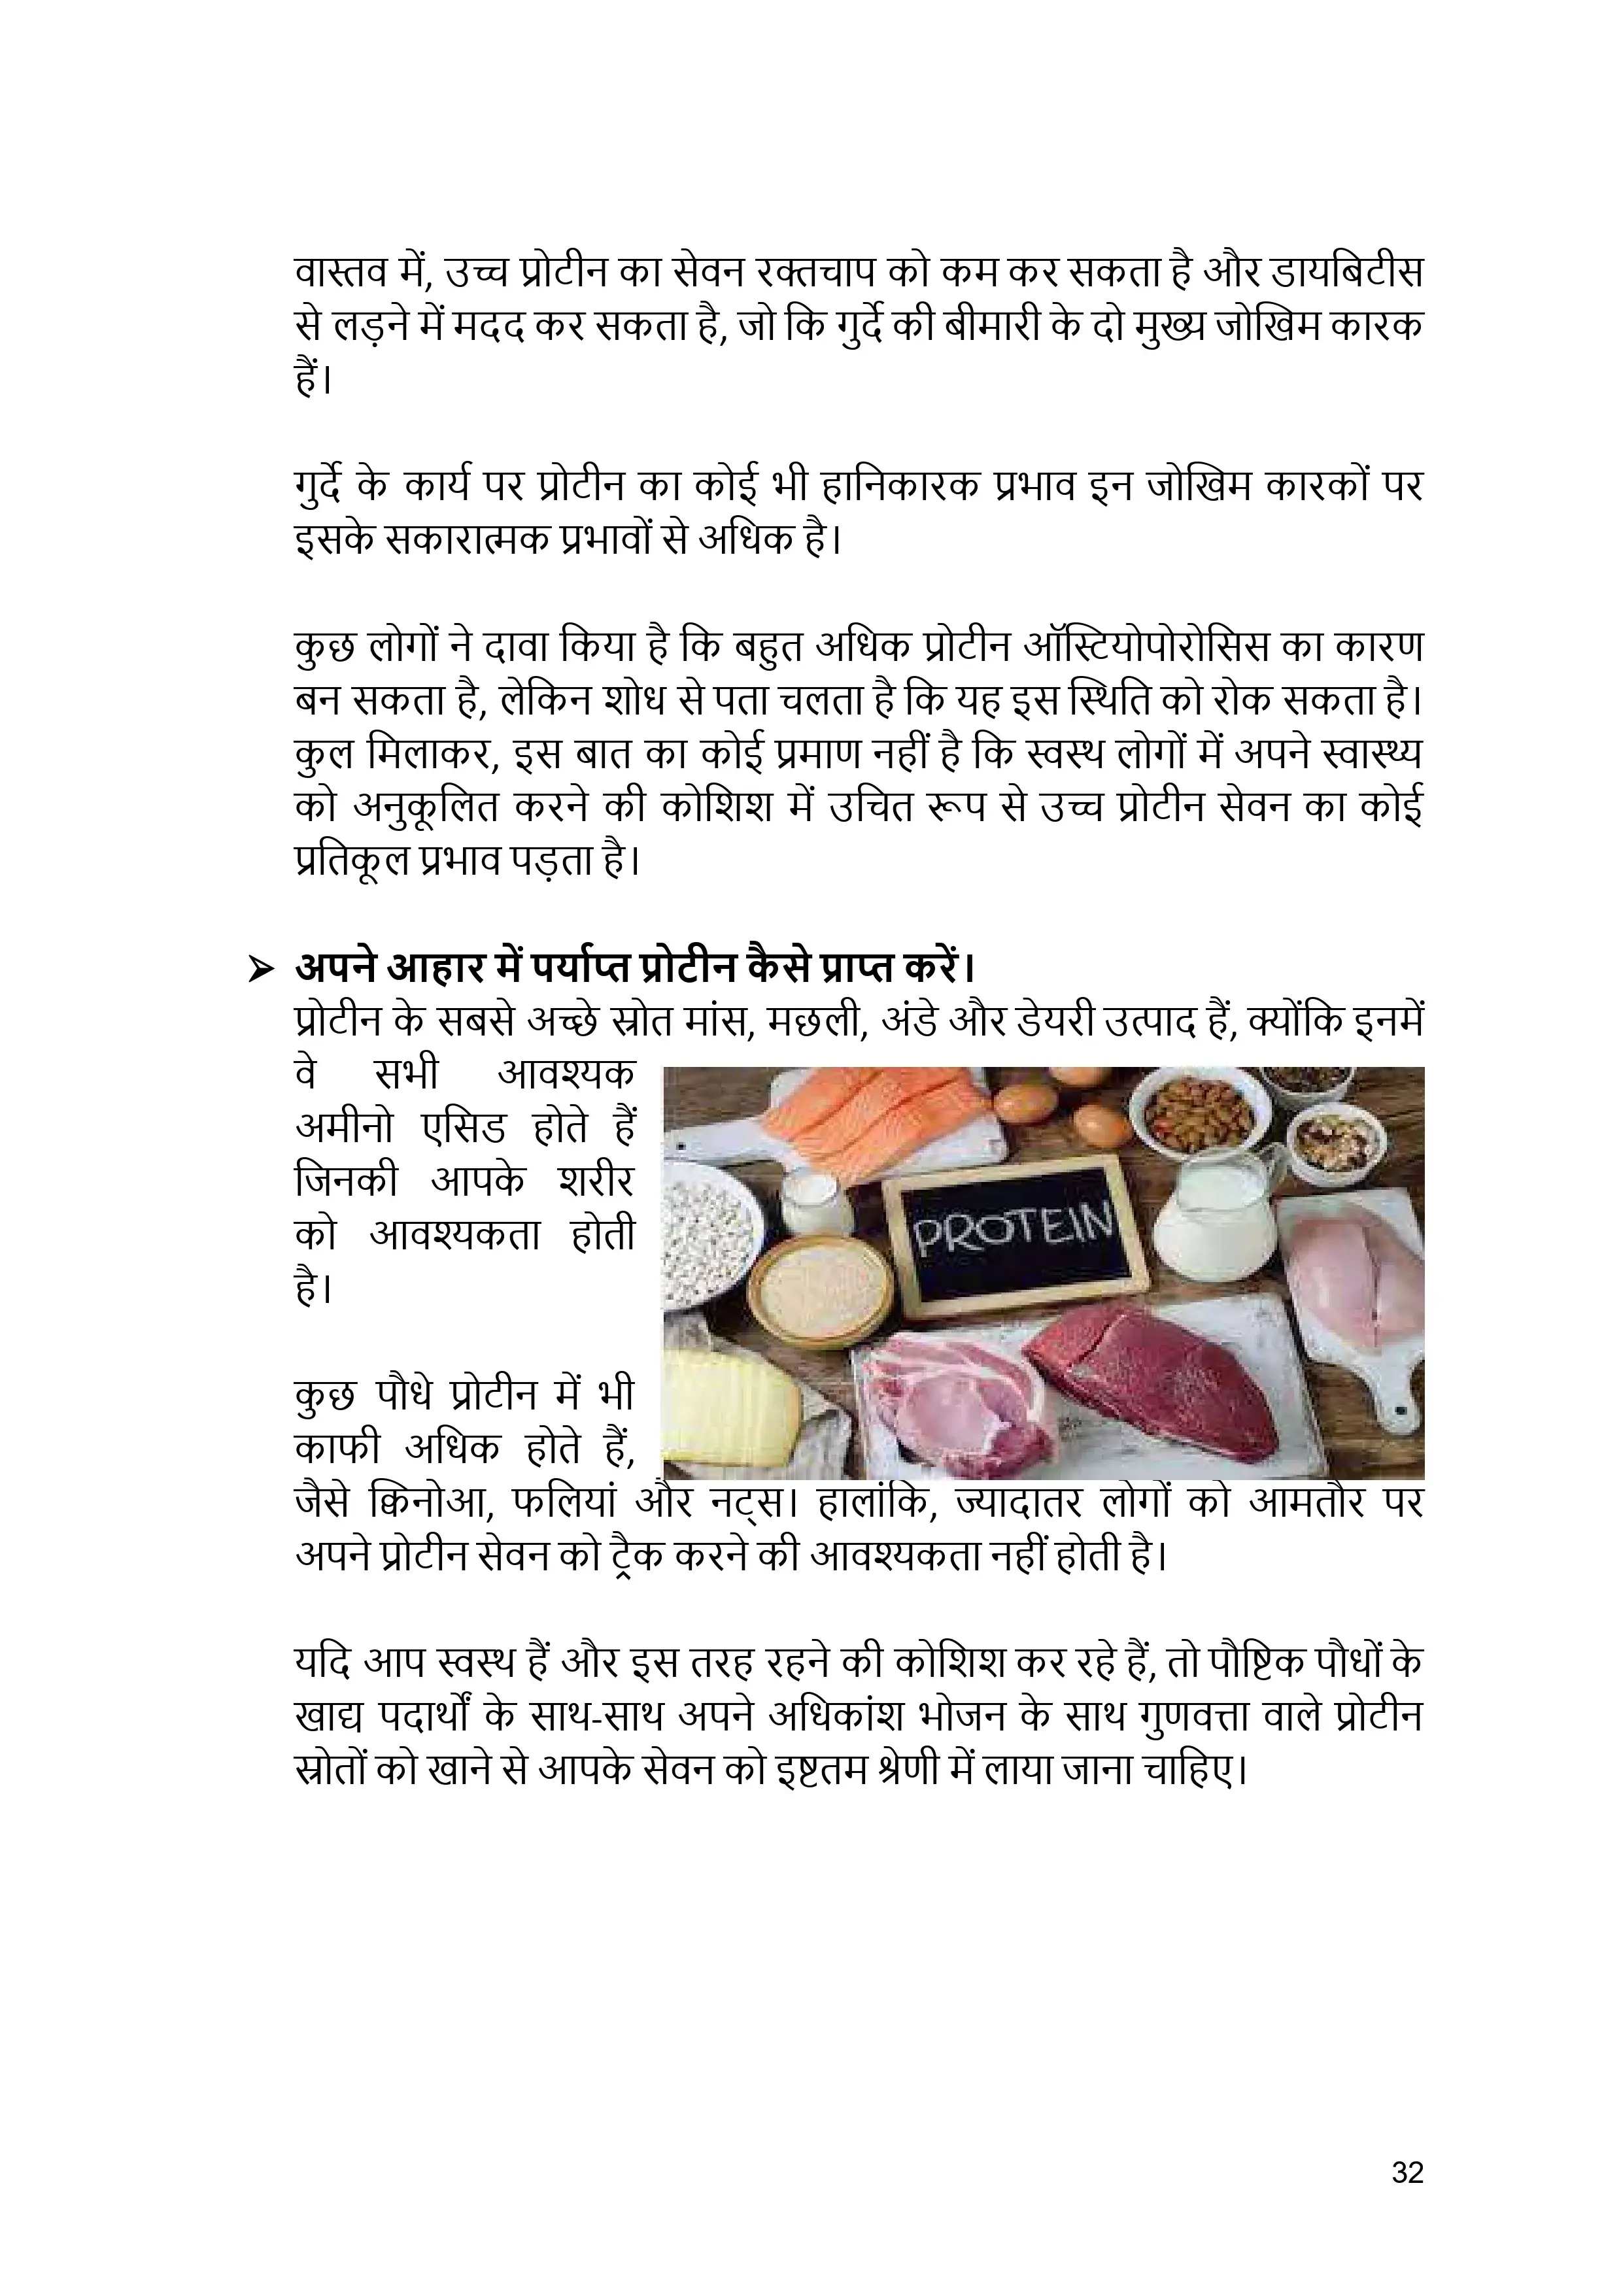 वास्तव में, उच्च प्रोटीन का सेवन रक्तचाप को कम कर सकता है और डायबिटीस
से लड़ने में मदद कर सकता है, जो कि गुर्दे की बीमारी के दो मुख्य जोखिम कारक
हैं।
गुर्दे के कार्य पर प्रोटीन का कोई भी हानिकारक प्रभाव इन जोखिम कारकों पर
इसके सकारात्मक प्रभावों से अधिक है।
कुछ लोगों ने दावा किया है कि बहुत अधिक प्रोटीन ऑस्टियोपोरोसिस का कारण
बन सकता है, लेकिन शोध से पता चलता है कि यह इस स्थिति को रोक सकता है।
कुल मिलाकर, इस बात का कोई प्रमाण नहीं है कि स्वस्थ लोगों में अपने स्वास्थ्य
को अनुकूलित करने की कोशिश में उचित रूप से उच्च प्रोटीन सेवन का कोई
प्रतिकूल प्रभाव पड़ता है।
➢ अपने आहार में पर्याप्त प्रोटीन कैसे प्राप्त करें।
प्रोटीन के सबसे अच्छे स्रोत मांस, मछली, अंडे और डेयरी उत्पाद हैं, क्योंकि इनमें
वे सभी आवश्यक
अमीनो एसिड होते हैं
जिनकी आपके शरीर
को आवश्यकता होती
है।
PROTEIN
कुछ पौधे प्रोटीन में भी
काफी अधिक होते हैं,
जैसे क्विनोआ, फलियां और नट्स। हालांकि, ज्यादातर लोगों को आमतौर पर
अपने प्रोटीन सेवन को ट्रैक करने की आवश्यकता नहीं होती है।
यदि आप स्वस्थ हैं और इस तरह रहने की कोशिश कर रहे हैं, तो पौष्टिक पौधों के
खाद्य पदार्थों के साथ-साथ अपने अधिकांश भोजन के साथ गुणवत्ता वाले प्रोटीन
स्रोतों को खाने से आपके सेवन को इष्टतम श्रेणी में लाया जाना चाहिए।
32